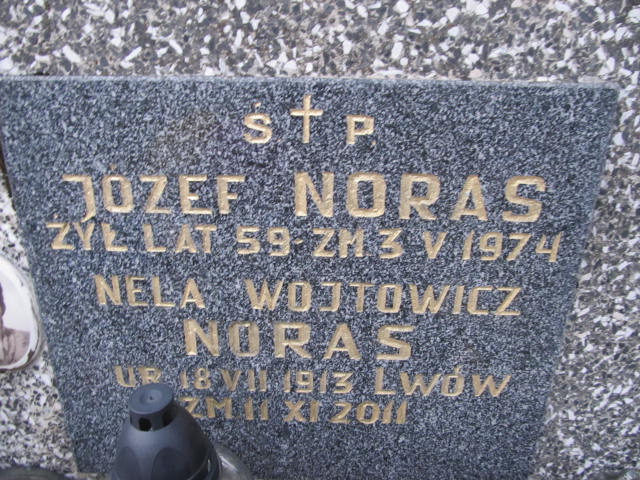 Ś † P
JÓZEF NORAS
ŻYŁ LAT 59 - ZM 3 V 1974
NELA WOJTOWICZ
NORAS
UR 18 VII 1913 LWÓW
ZM 11 XI 2011